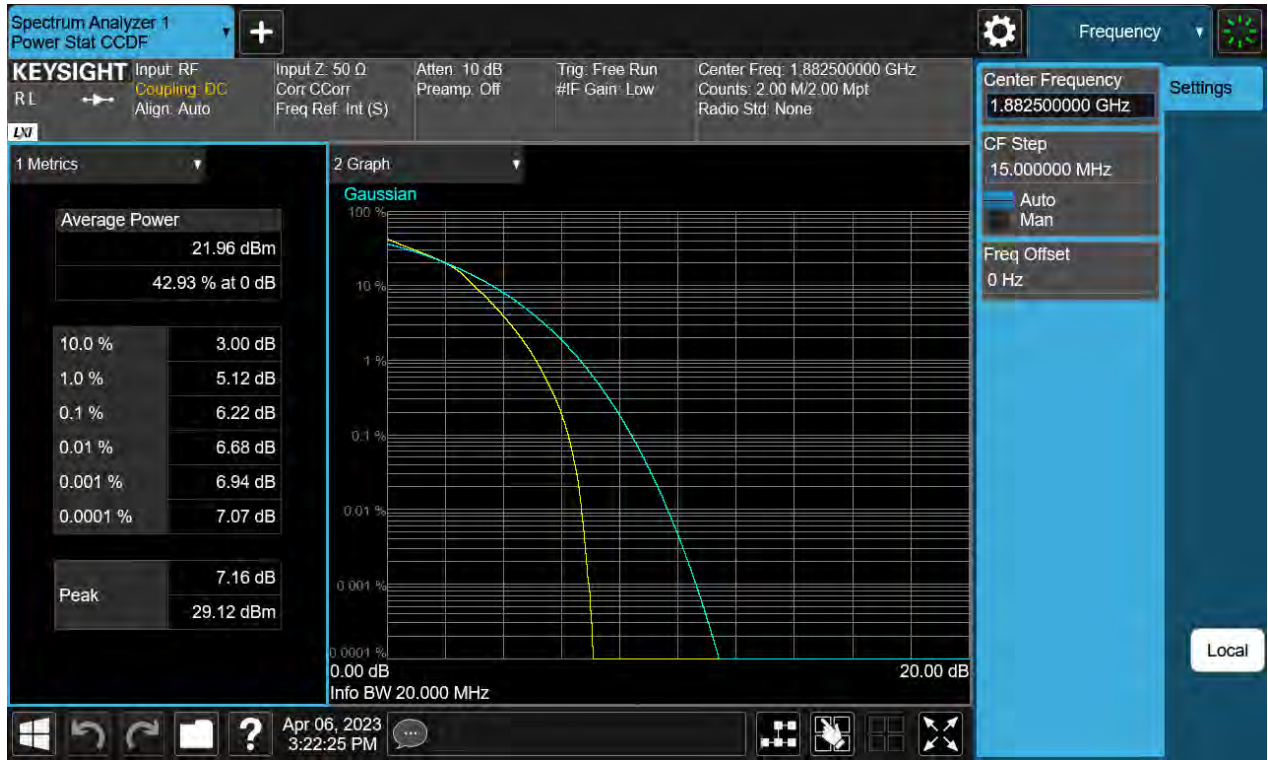 Spectrum Analyzer 1
Power Stat CCDF
Frequency
KEYSIGHT
RL
LXI
Input: RF
Coupling: DC
Align: Auto
Input Z: 50 Ω
Corr CCorr
Freq Ref: Int (S)
Atten: 10 dB
Preamp: Off
Trig: Free Run
#IF Gain: Low
Center Freq: 1.882500000 GHz
Counts: 2.00 M/2.00 Mpt
Radio Std: None
Center Frequency
1.882500000 GHz
Settings
CF Step
15.000000 MHz
Auto
Man
Freq Offset
0 Hz
1 Metrics
Average Power
21.96 dBm
42.93 % at 0 dB
10.0 % 3.00 dB
1.0 % 5.12 dB
0.1 % 6.22 dB
0.01 % 6.68 dB
0.001 % 6.94 dB
0.0001 % 7.07 dB
Peak
7.16 dB
29.12 dBm
2 Graph
Gaussian
100 %
10 %
1 %
0.1 %
0.01 %
0.001 %
0.0001 %
0.00 dB 20.00 dB
Info BW 20.000 MHz
Local
Apr 06, 2023
3:22:25 PM